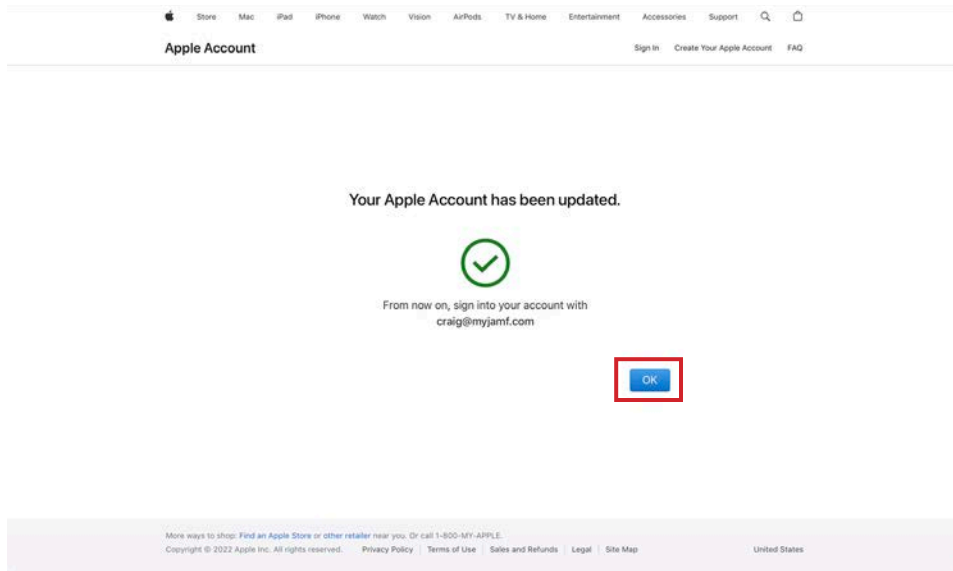 Store Mac iPad iPhone Watch Vision AirPods TV & Home Entertainment Accessories Support
Apple Account Sign In Create Your Apple Account FAQ
Your Apple Account has been updated.
From now on, sign into your account with
craig@myjamf.com
OK
More ways to shop: Find an Apple Store or other retailer near you. Or call 1-800-MY-APPLE.
Copyright © 2022 Apple Inc. All rights reserved. Privacy Policy | Terms of Use | Sales and Refunds | Legal | Site Map United States